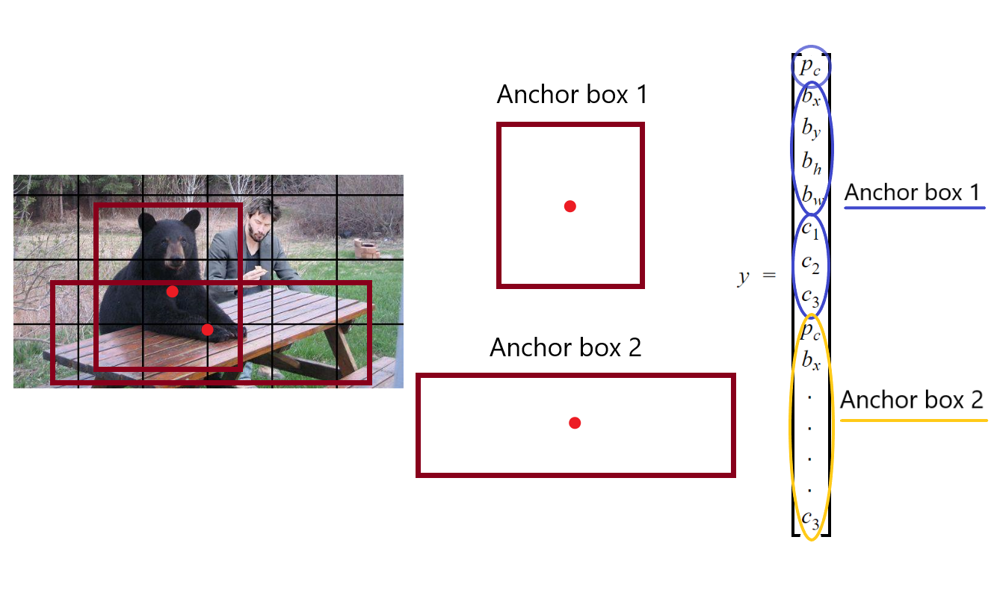 Anchor box 1
Anchor box 2
y =
p_c
b_x
b_y
b_h
b_w
c_1
c_2
c_3
p_c
b_x
.
.
.
.
c_3
Anchor box 1
Anchor box 2